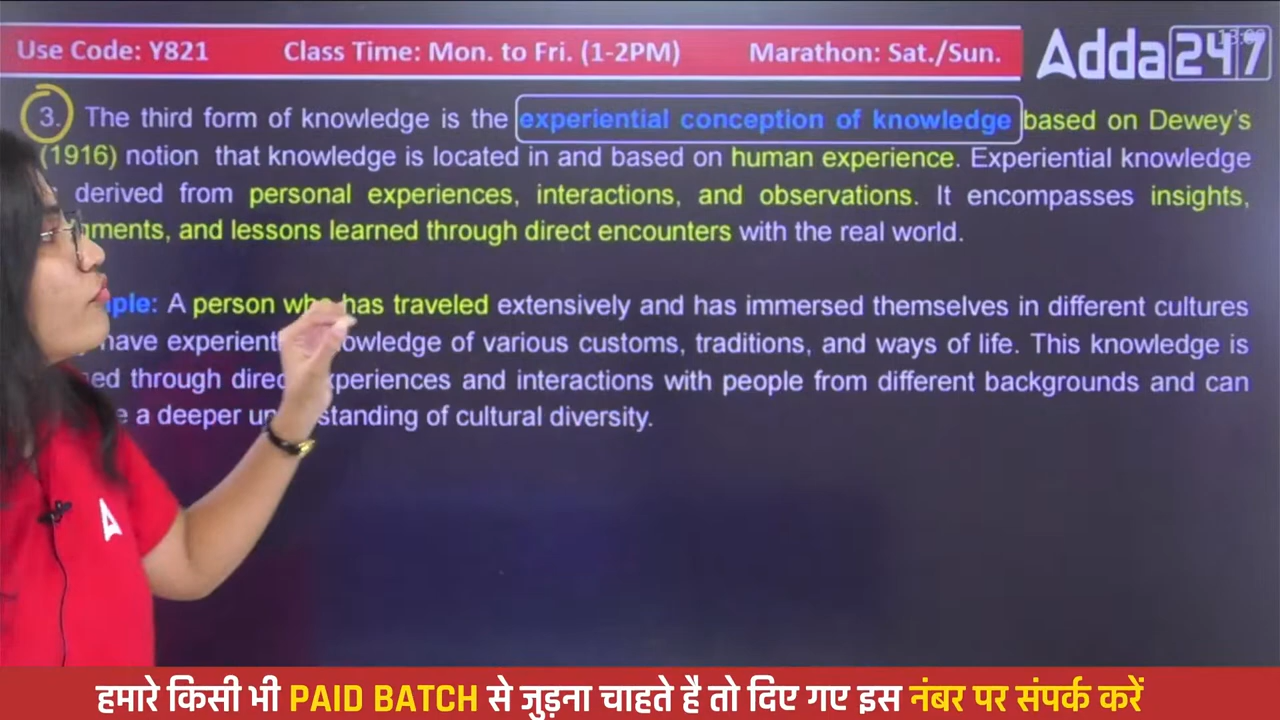 Use Code: Y821 Class Time: Mon. to Fri. (1-2PM) Marathon: Sat./Sun.
Adda247
3. The third form of knowledge is the experiential conception of knowledge based on Dewey's
(1916) notion that knowledge is located in and based on human experience. Experiential knowledge
derived from personal experiences, interactions, and observations. It encompasses insights,
and lessons learned through direct encounters with the real world.
A person who has traveled extensively and has immersed themselves in different cultures
have of various customs, traditions, and ways of life. This knowledge is
through and interactions with people from different backgrounds and can
a deeper of cultural diversity.
हमारे किसी भी PAID BATCH से जुड़ना चाहते है तो दिए गए इस नंबर पर संपर्क करें